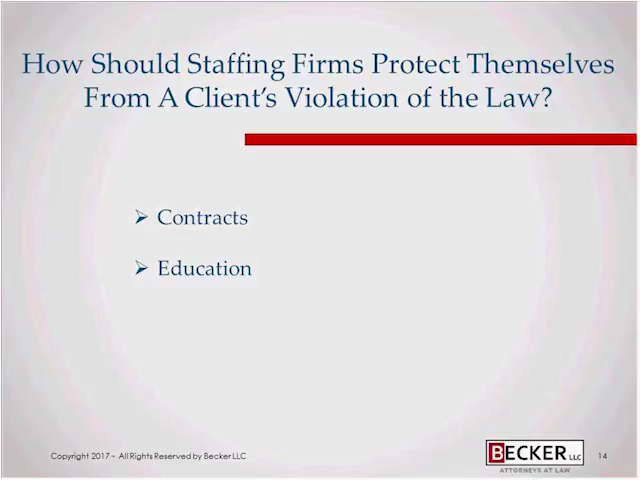 How Should Staffing Firms Protect Themselves
From A Client's Violation of the Law?
➢ Contracts
➢ Education
Copyright 2017 ~ All Rights Reserved by Becker LLC
BECKER LLC
ATTORNEYS AT LAW
14